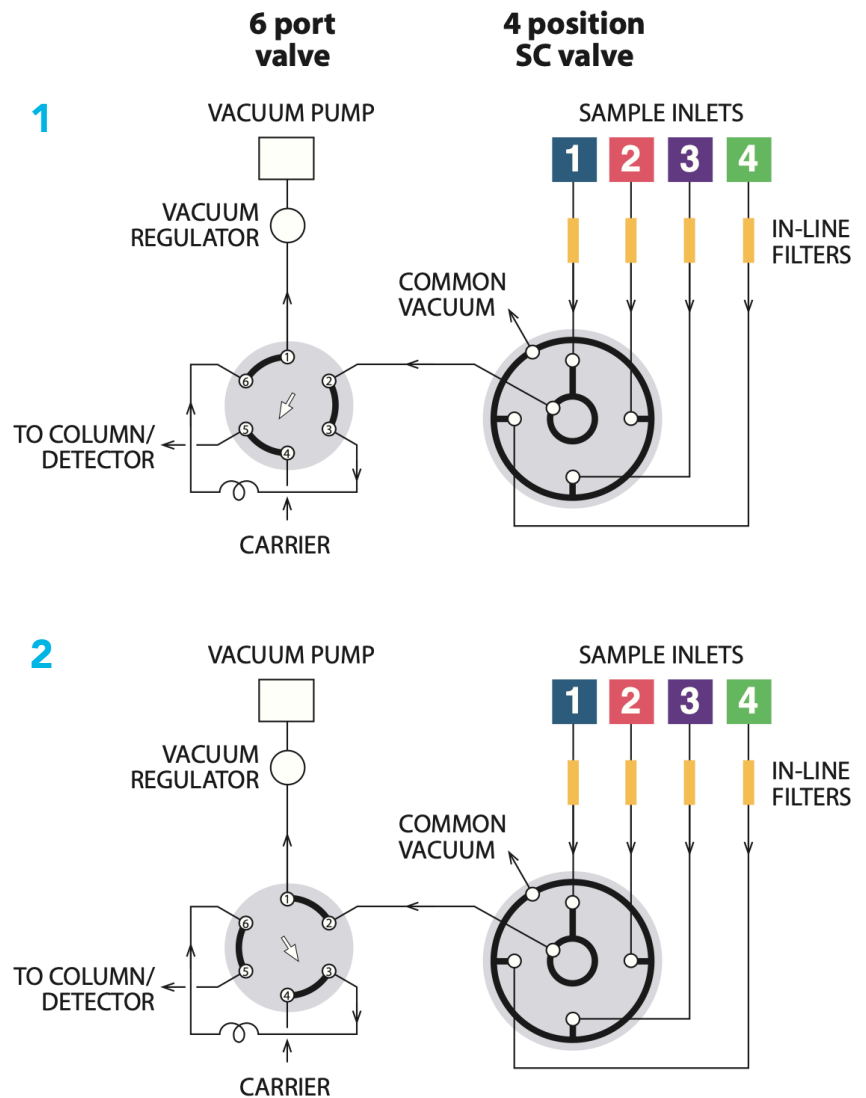 6 port
valve
4 position
SC valve
1
VACUUM PUMP
SAMPLE INLETS
1
2
3
4
VACUUM
REGULATOR
IN-LINE
FILTERS
COMMON
VACUUM
1
2
3
4
5
6
TO COLUMN/
DETECTOR
CARRIER
2
VACUUM PUMP
SAMPLE INLETS
1
2
3
4
VACUUM
REGULATOR
IN-LINE
FILTERS
COMMON
VACUUM
1
2
3
4
5
6
TO COLUMN/
DETECTOR
CARRIER